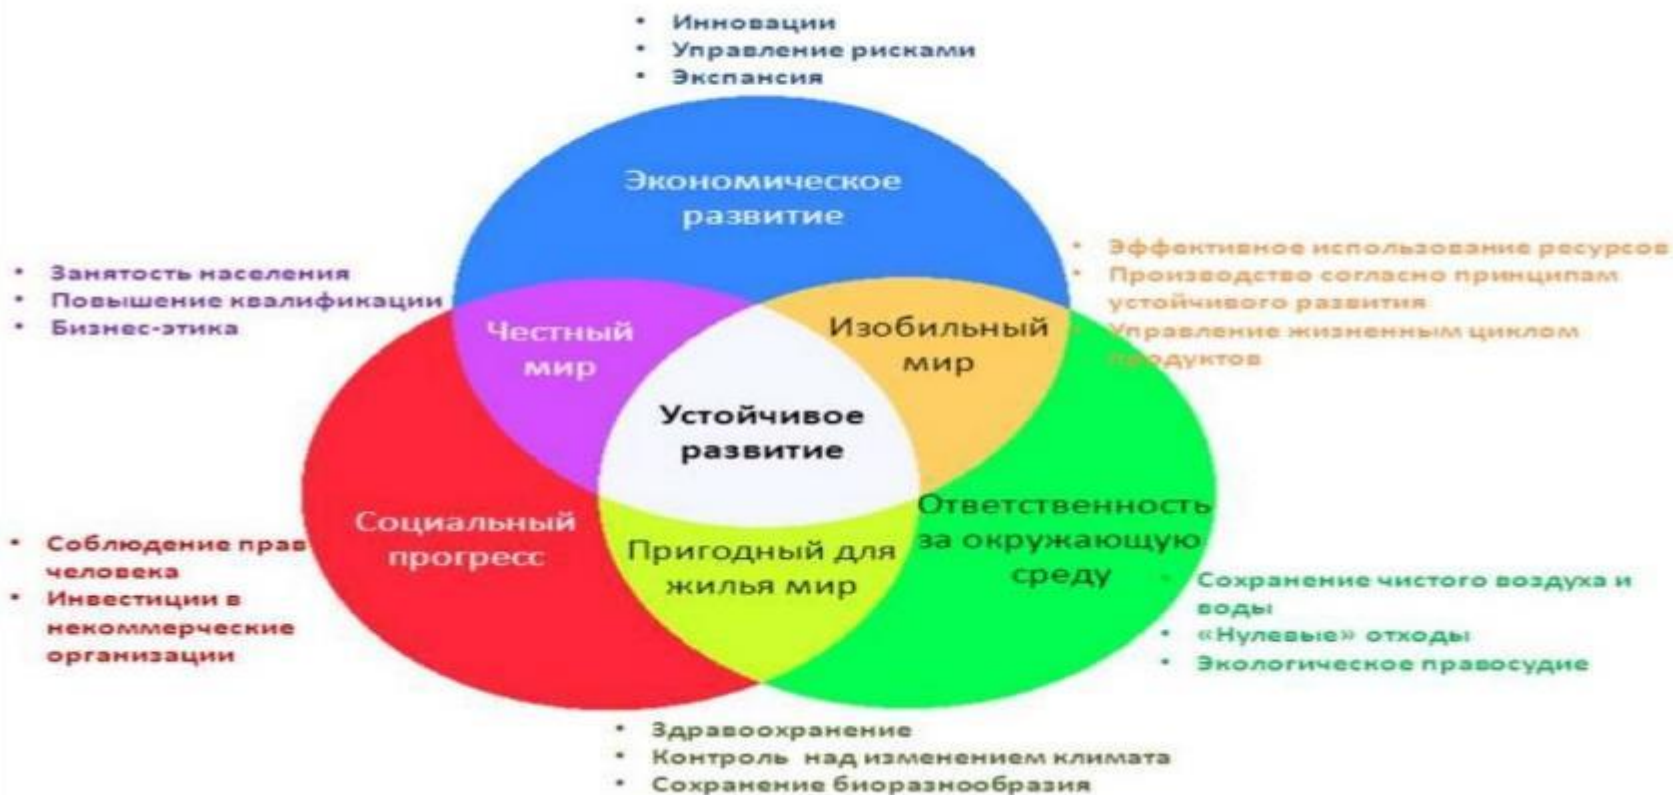 • Инновации
• Управление рисками
• Экспансия
Экономическое
развитие
• Занятость населения
• Повышение квалификации
• Бизнес-этика
• Эффективное использование ресурсов
• Производство согласно принципам
устойчивого развития
• Управление жизненным циклом
продуктов
Честный
мир
Изобильный
мир
Устойчивое
развитие
Социальный
прогресс
Пригодный для
жилья мир
Ответственность
за окружающую
среду
• Соблюдение прав
человека
• Инвестиции в
некоммерческие
организации
• Сохранение чистого воздуха и
воды
• «Нулевые» отходы
• Экологическое правосудие
• Здравоохранение
• Контроль над изменением климата
• Сохранение биоразнообразия